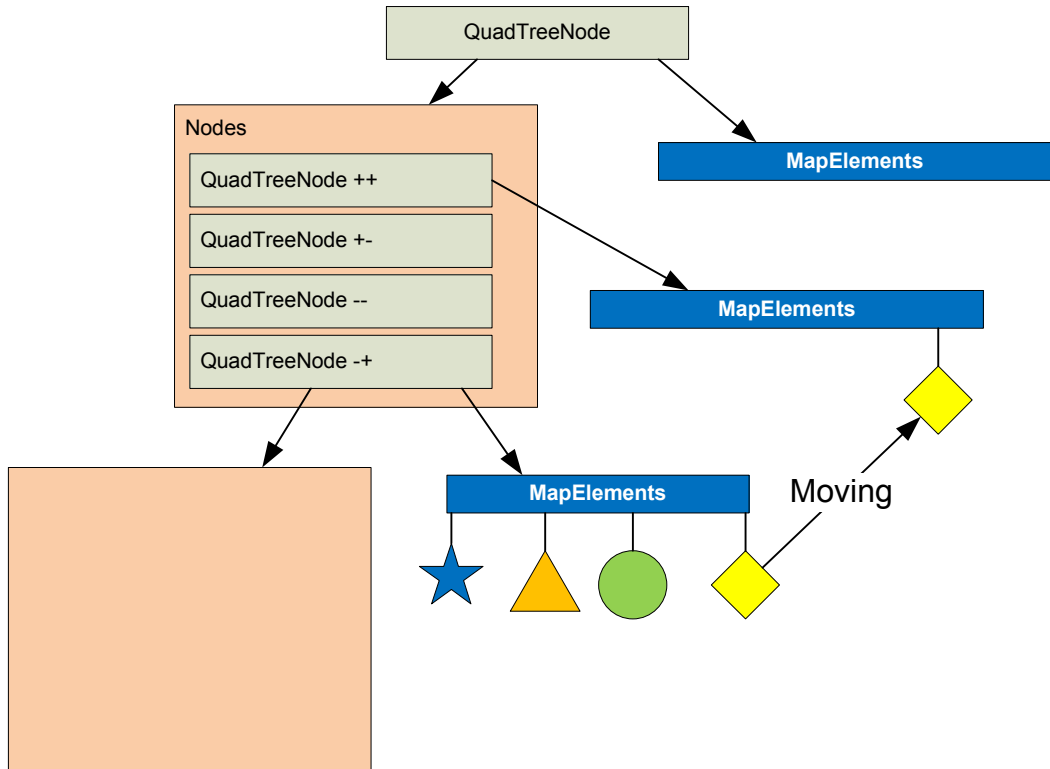 QuadTreeNode
Nodes
MapElements
QuadTreeNode ++
QuadTreeNode +-
QuadTreeNode --
MapElements
QuadTreeNode -+
MapElements
Moving